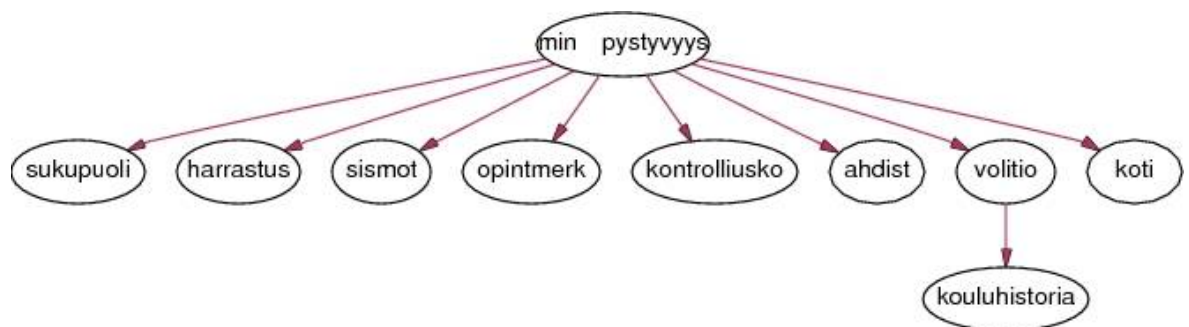 min pystyvyys
sukupuoli harrastus sismot opintmerk kontrolliusko ahdist volitio koti
kouluhistoria